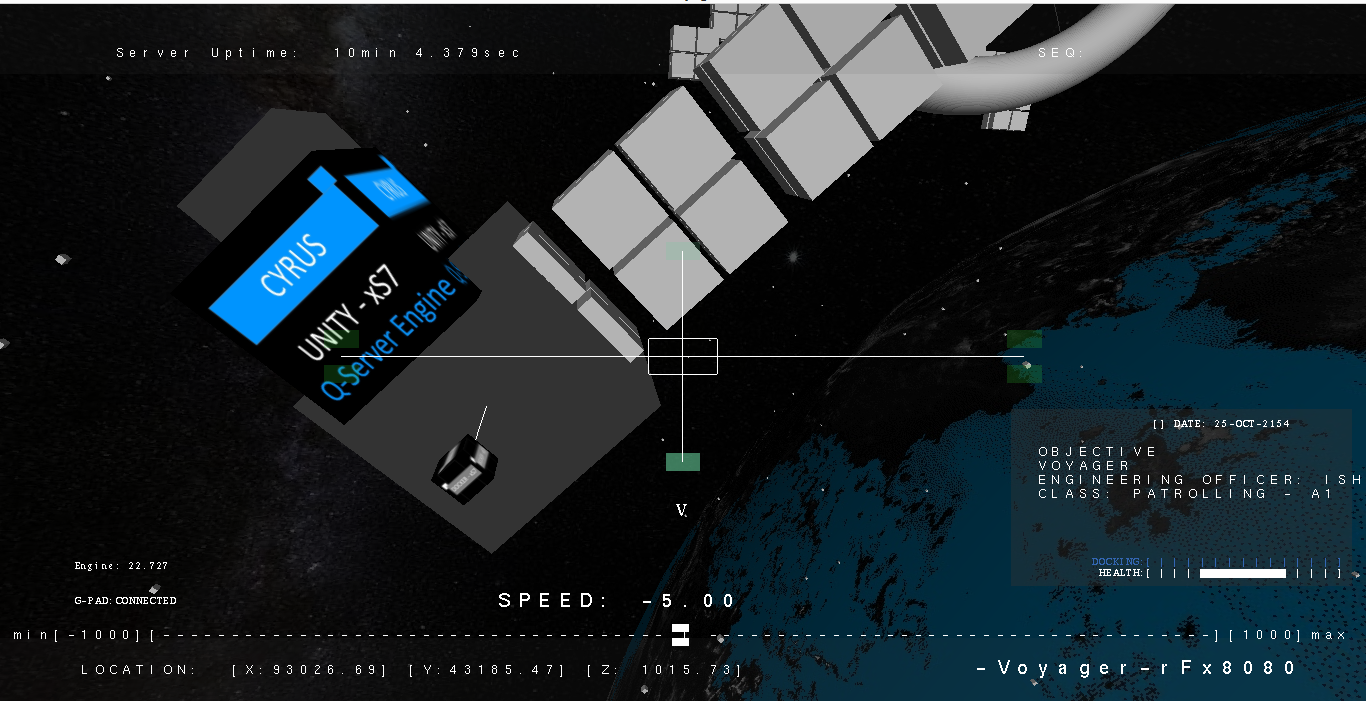 Server Uptime: 10min 4.379sec
SEQ:
CYRUS
UNITY - xS7
Q-Server Engine
CYRUS
[] DATE: 25-OCT-2154
OBJECTIVE
VOYAGER
ENGINEERING OFFICER: ISH
CLASS: PATROLLING - A1
V.
DOCKING:[ | | | | | | | | | | | | | | | ]
HEALTH:[ | | | | | | | ]
Engine: 22.727
G-PAD:CONNECTED
SPEED: -5.00
min[-1000][ ][1000]max
LOCATION: [X:93026.69] [Y:43185.47] [Z: 1015.73]
-Voyager-rFx8080